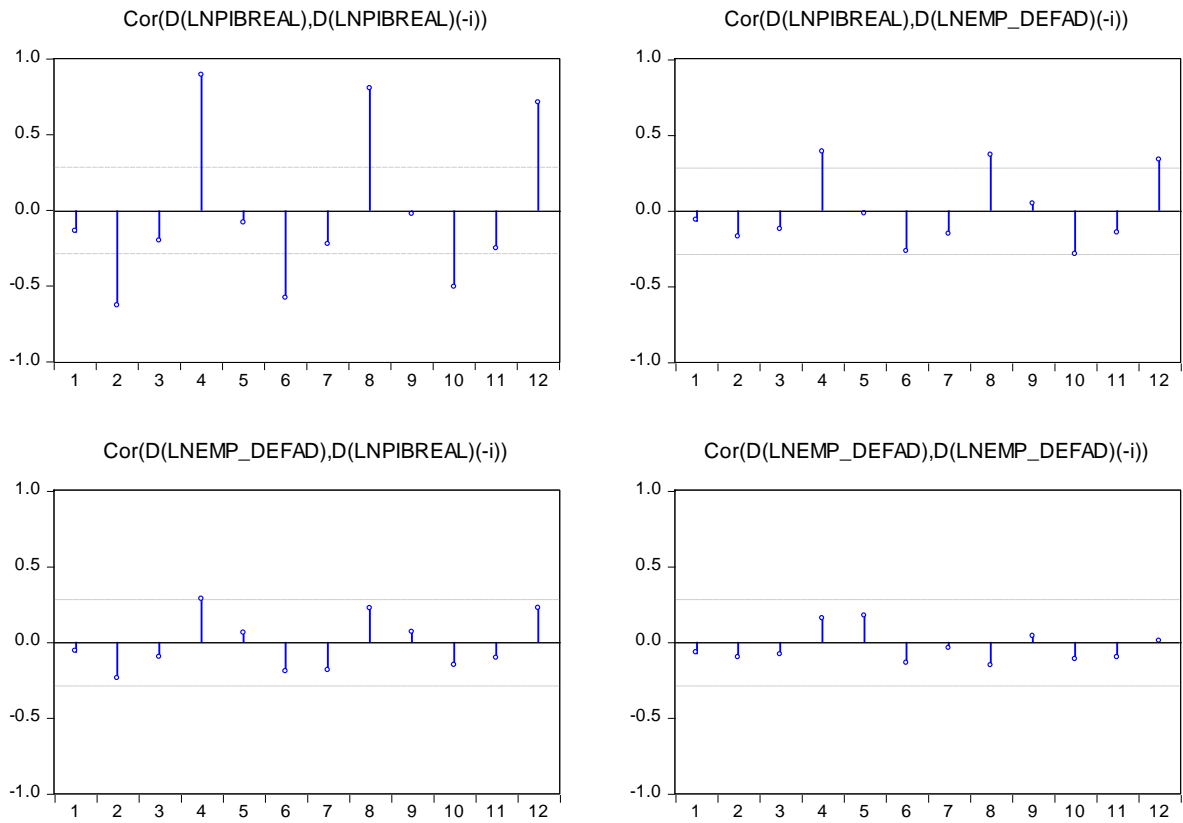 Cor(D(LNPIBREAL),D(LNPIBREAL)(-i))
1.0
0.5
0.0
-0.5
-1.0
1 2 3 4 5 6 7 8 9 10 11 12
Cor(D(LNPIBREAL),D(LNEMP_DEFAD)(-i))
1.0
0.5
0.0
-0.5
-1.0
1 2 3 4 5 6 7 8 9 10 11 12
Cor(D(LNEMP_DEFAD),D(LNPIBREAL)(-i))
1.0
0.5
0.0
-0.5
-1.0
1 2 3 4 5 6 7 8 9 10 11 12
Cor(D(LNEMP_DEFAD),D(LNEMP_DEFAD)(-i))
1.0
0.5
0.0
-0.5
-1.0
1 2 3 4 5 6 7 8 9 10 11 12